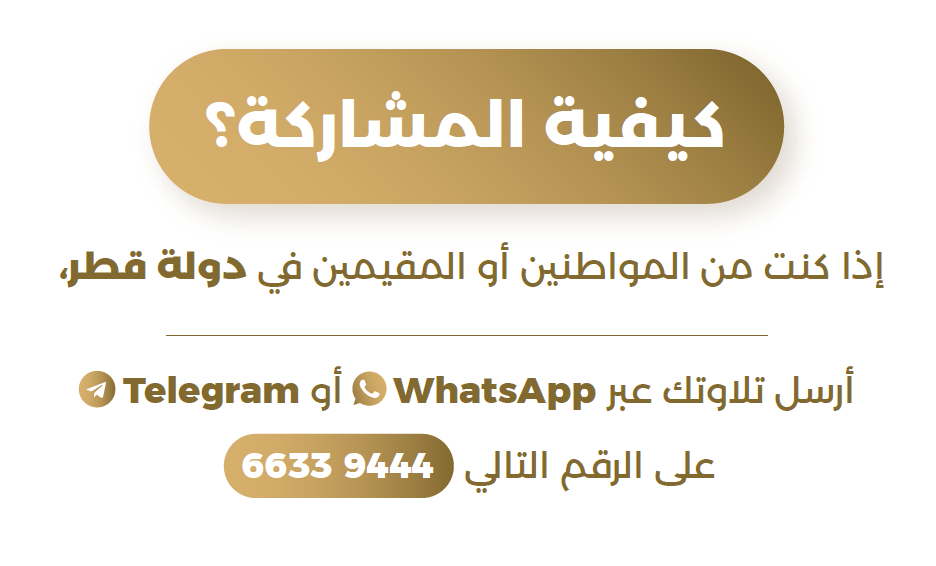 كيفية المشاركة؟
إذا كنت من المواطنين أو المقيمين في دولة قطر،
أرسل تلاوتك عبر WhatsApp أو Telegram
على الرقم التالي 6633 9444